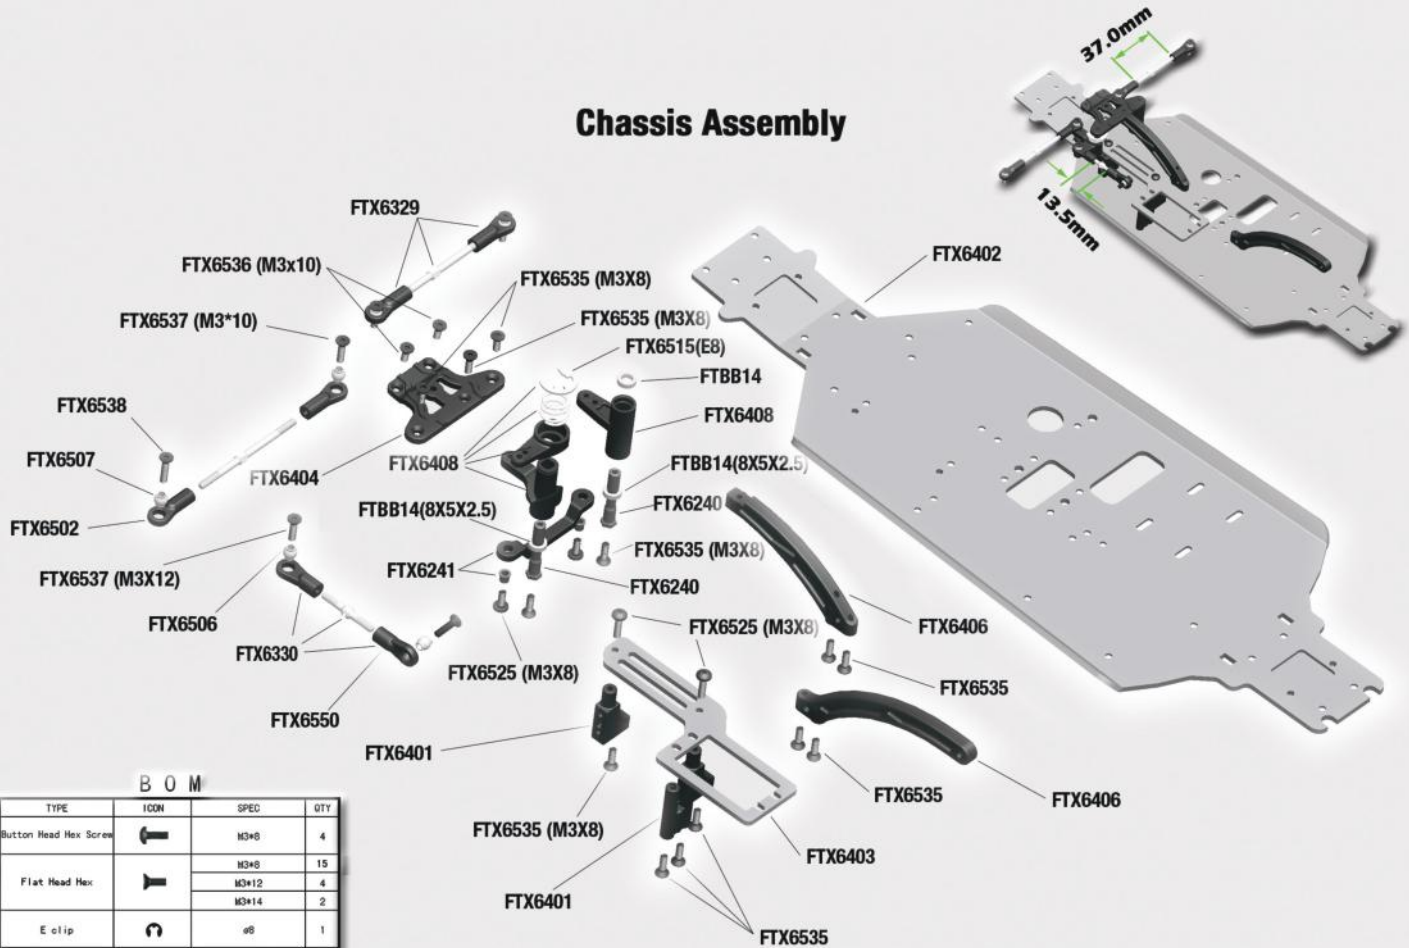 37.0mm
Chassis Assembly
13.5mm
FTX6329
FTX6536 (M3x10)
FTX6535 (M3X8)
FTX6402
FTX6537 (M3*10)
FTX6535 (M3X8)
FTX6515(E8)
FTBB14
FTX6538
FTX6408
FTX6507
FTX6404
FTX6408
FTBB14(8X5X2.5)
FTX6502
FTBB14(8X5X2.5)
FTX6240
FTX6537 (M3X12)
FTX6241
FTX6535 (M3X8)
FTX6240
FTX6506
FTX6525 (M3X8)
FTX6406
FTX6330
FTX6525 (M3X8)
FTX6535
FTX6550
FTX6401
FTX6535
FTX6406
FTX6535 (M3X8)
FTX6403
FTX6401
FTX6535
B O M
TYPE ICON SPEC QTY
Button Head Hex Screw M3*8 4
M3*8 15
Flat Head Hex M3*12 4
M3*14 2
E clip ø8 1